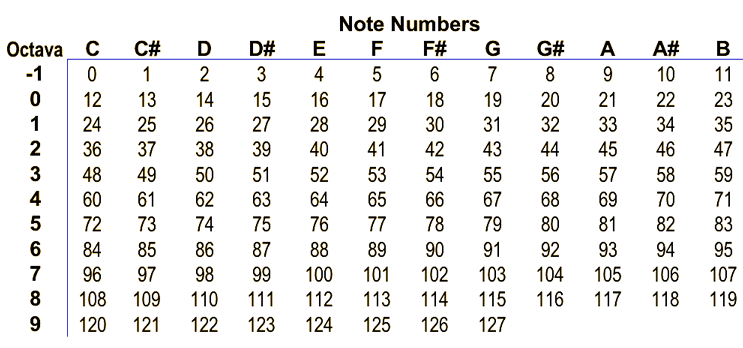 Note Numbers
Octava C C# D D# E F F# G G# A A# B
-1 0 1 2 3 4 5 6 7 8 9 10 11
0 12 13 14 15 16 17 18 19 20 21 22 23
1 24 25 26 27 28 29 30 31 32 33 34 35
2 36 37 38 39 40 41 42 43 44 45 46 47
3 48 49 50 51 52 53 54 55 56 57 58 59
4 60 61 62 63 64 65 66 67 68 69 70 71
5 72 73 74 75 76 77 78 79 80 81 82 83
6 84 85 86 87 88 89 90 91 92 93 94 95
7 96 97 98 99 100 101 102 103 104 105 106 107
8 108 109 110 111 112 113 114 115 116 117 118 119
9 120 121 122 123 124 125 126 127